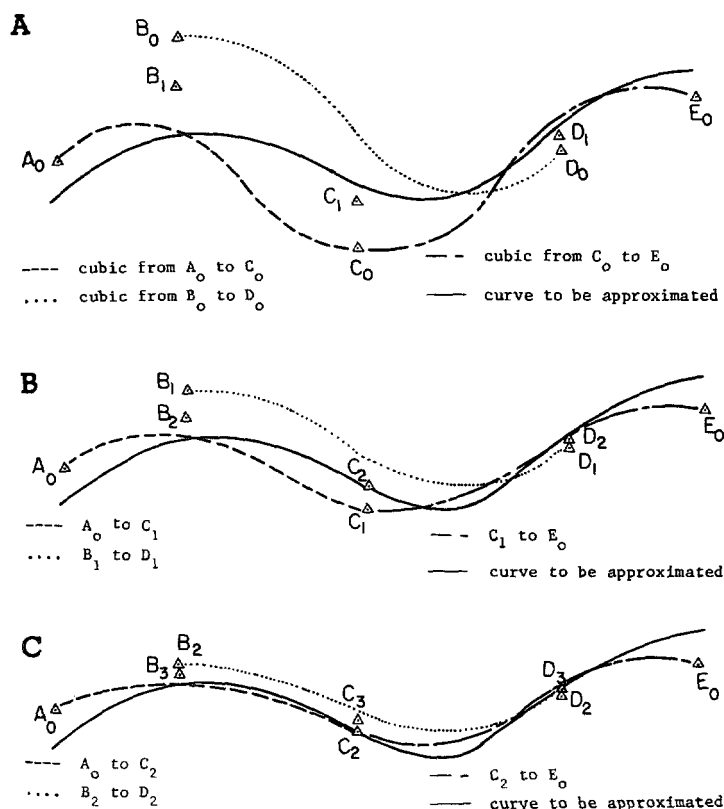 A
B₀
B₁
A₀
C₁
C₀
D₁
D₀
E₀
---- cubic from A₀ to C₀
.... cubic from B₀ to D₀
— - cubic from C₀ to E₀
—— curve to be approximated
B
B₁
B₂
A₀
C₂
C₁
D₂
D₁
E₀
---- A₀ to C₁
.... B₁ to D₁
— - C₁ to E₀
—— curve to be approximated
C
B₂
B₃
A₀
C₃
C₂
D₃
D₂
E₀
---- A₀ to C₂
.... B₂ to D₂
— - C₂ to E₀
—— curve to be approximated